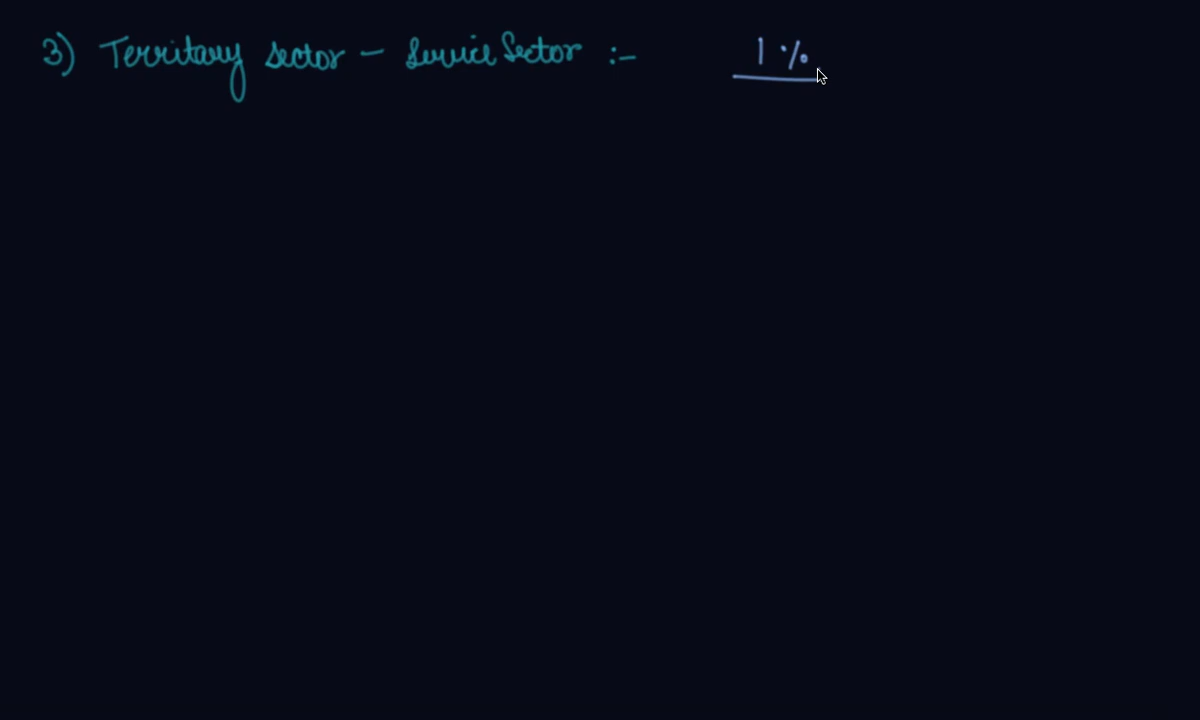 3) Territary sector - Service Sector :- 1 %